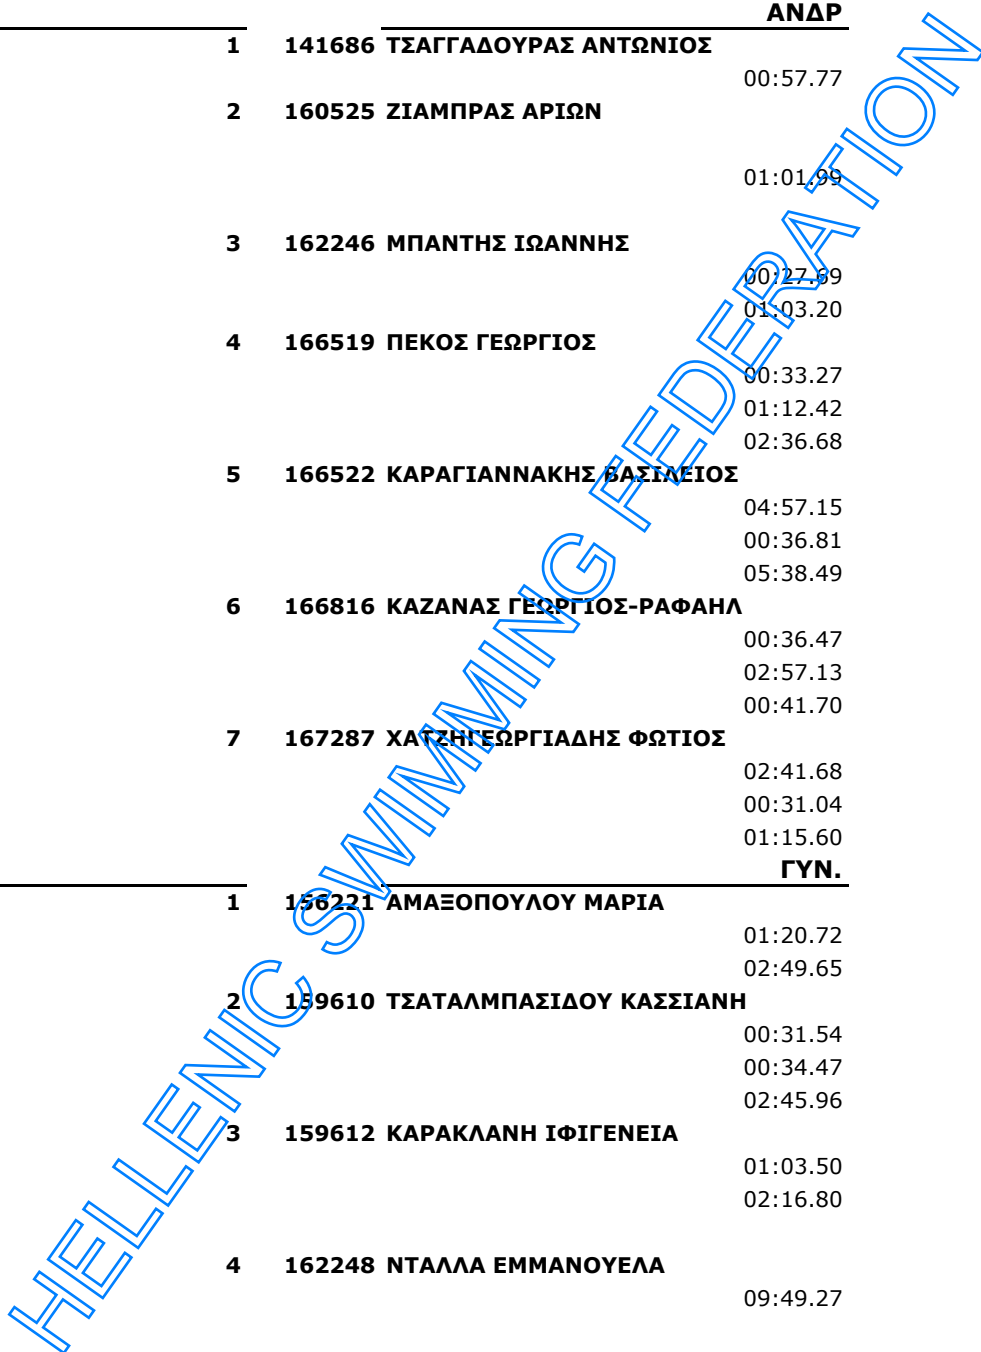 ΑΝΔΡ
1 141686 ΤΣΑΓΓΑΔΟΥΡΑΣ ΑΝΤΩΝΙΟΣ
00:57.77
2 160525 ΖΙΑΜΠΡΑΣ ΑΡΙΩΝ
01:01.99
3 162246 ΜΠΑΝΤΗΣ ΙΩΑΝΝΗΣ
00:27.69
01:03.20
4 166519 ΠΕΚΟΣ ΓΕΩΡΓΙΟΣ
00:33.27
01:12.42
02:36.68
5 166522 ΚΑΡΑΓΙΑΝΝΑΚΗΣ ΒΑΣΙΛΕΙΟΣ
04:57.15
00:36.81
05:38.49
6 166816 ΚΑΖΑΝΑΣ ΓΕΩΡΓΙΟΣ-ΡΑΦΑΗΛ
00:36.47
02:57.13
00:41.70
7 167287 ΧΑΤΖΗΓΕΩΡΓΙΑΔΗΣ ΦΩΤΙΟΣ
02:41.68
00:31.04
01:15.60
ΓΥΝ.
1 156221 ΑΜΑΞΟΠΟΥΛΟΥ ΜΑΡΙΑ
01:20.72
02:49.65
2 159610 ΤΣΑΤΑΛΜΠΑΣΙΔΟΥ ΚΑΣΣΙΑΝΗ
00:31.54
00:34.47
02:45.96
3 159612 ΚΑΡΑΚΛΑΝΗ ΙΦΙΓΕΝΕΙΑ
01:03.50
02:16.80
4 162248 ΝΤΑΛΛΑ ΕΜΜΑΝΟΥΕΛΑ
09:49.27
HELLENIC SWIMMING FEDERATION